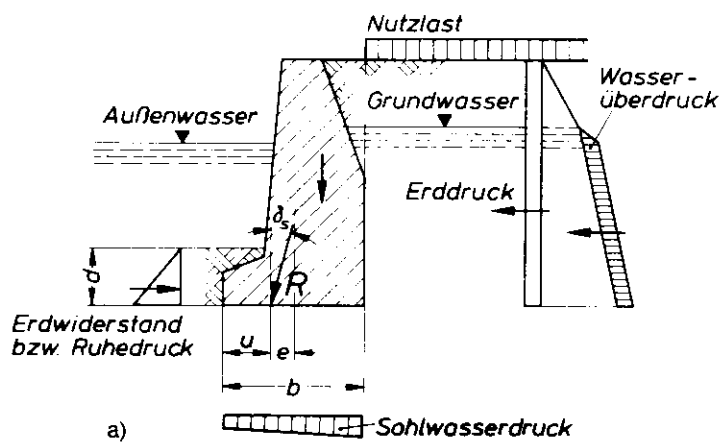 Nutzlast
Wasser-
überdruck
Außenwasser
Grundwasser
Erddruck
δs
d
R
Erdwiderstand
bzw. Ruhedruck
u
e
b
a)
Sohlwasserdruck